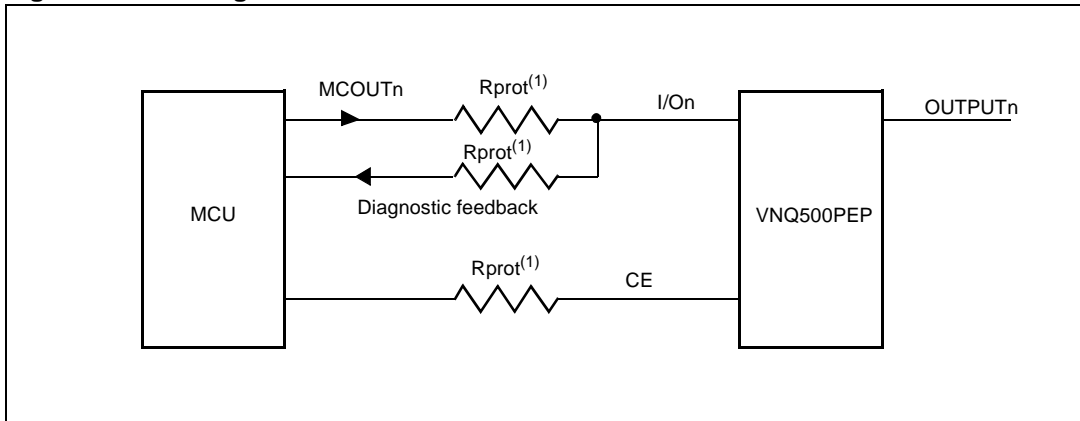 MCOUTn
Rprot(1)
I/On
OUTPUTn
Rprot(1)
Diagnostic feedback
MCU
VNQ500PEP
Rprot(1)
CE